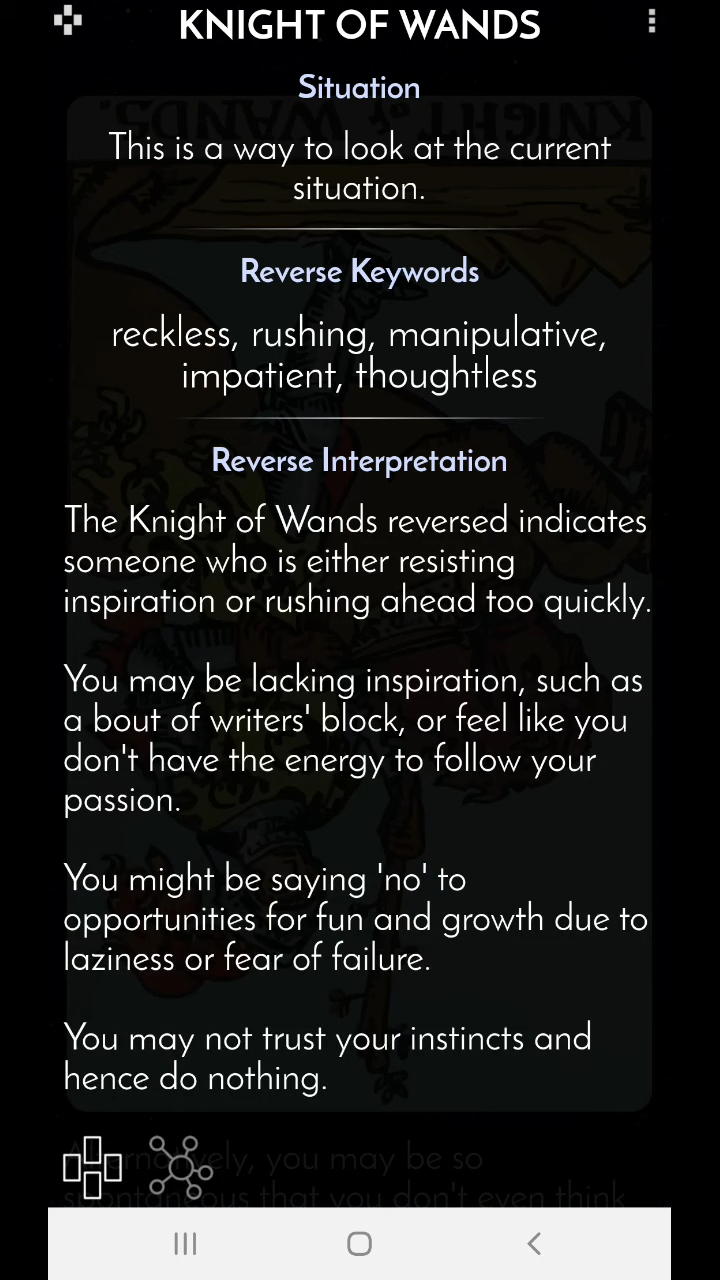 KNIGHT OF WANDS
Situation
KNIGHT of WANDS.
This is a way to look at the current
situation.
Reverse Keywords
reckless, rushing, manipulative,
impatient, thoughtless
Reverse Interpretation
The Knight of Wands reversed indicates
someone who is either resisting
inspiration or rushing ahead too quickly.
You may be lacking inspiration, such as
a bout of writers' block, or feel like you
don't have the energy to follow your
passion.
You might be saying 'no' to
opportunities for fun and growth due to
laziness or fear of failure.
You may not trust your instincts and
hence do nothing.
Alternatively, you may be so
spontaneous that you don't even think